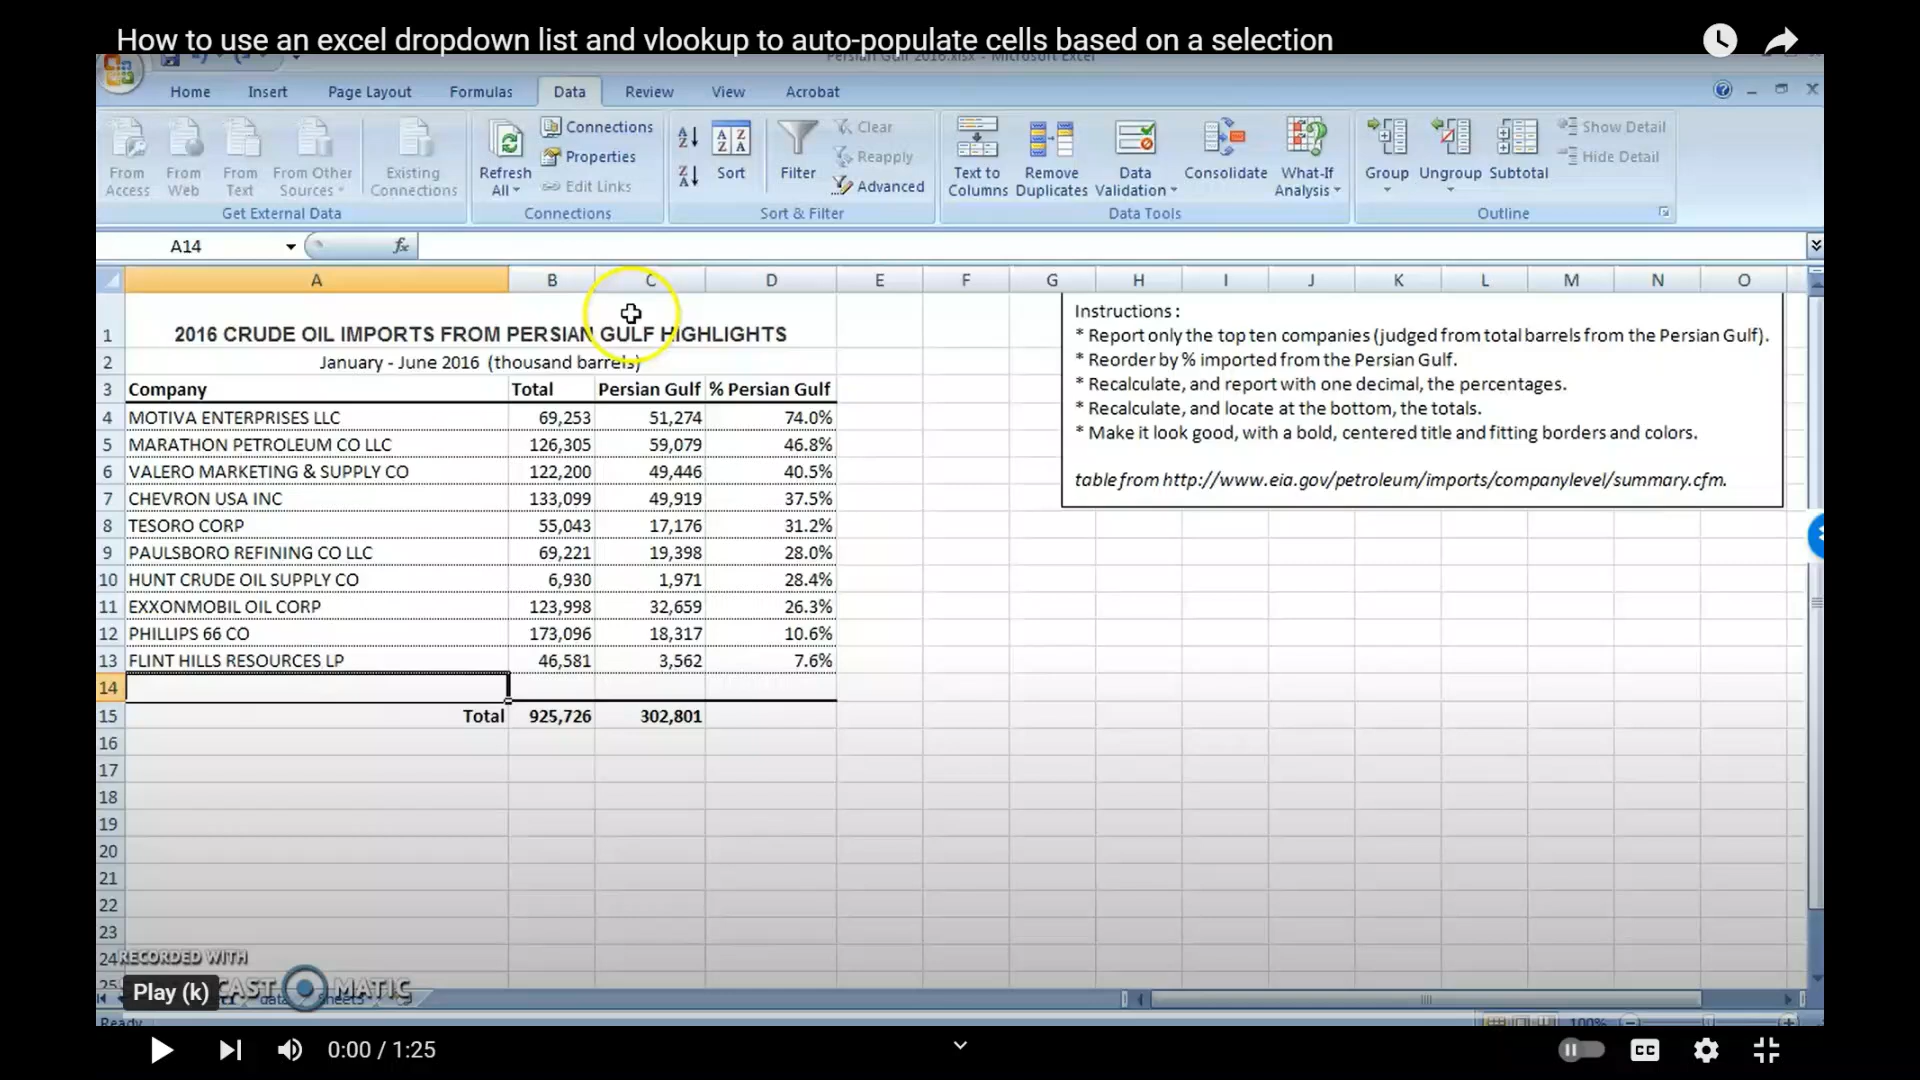 How to use an excel dropdown list and vlookup to auto-populate cells based on a selection
Persian Gulf 2016.xlsx - Microsoft Excel
Home Insert Page Layout Formulas Data Review View Acrobat
From Access From Web From Text From Other Sources Existing Connections Refresh All Connections Properties Edit Links Sort Filter Clear Reapply Advanced Text to Columns Remove Duplicates Data Validation Consolidate What-If Analysis Group Ungroup Subtotal Show Detail Hide Detail
Get External Data Connections Sort & Filter Data Tools Outline
A14 fx
A B C D E F G H I J K L M N O
1 2016 CRUDE OIL IMPORTS FROM PERSIAN GULF HIGHLIGHTS
2 January - June 2016 (thousand barrels)
3 Company Total Persian Gulf % Persian Gulf
4 MOTIVA ENTERPRISES LLC 69,253 51,274 74.0%
5 MARATHON PETROLEUM CO LLC 126,305 59,079 46.8%
6 VALERO MARKETING & SUPPLY CO 122,200 49,446 40.5%
7 CHEVRON USA INC 133,099 49,919 37.5%
8 TESORO CORP 55,043 17,176 31.2%
9 PAULSBORO REFINING CO LLC 69,221 19,398 28.0%
10 HUNT CRUDE OIL SUPPLY CO 6,930 1,971 28.4%
11 EXXONMOBIL OIL CORP 123,998 32,659 26.3%
12 PHILLIPS 66 CO 173,096 18,317 10.6%
13 FLINT HILLS RESOURCES LP 46,581 3,562 7.6%
14
15 Total 925,726 302,801
16
17
18
19
20
21
22
23
24
25
Instructions :
* Report only the top ten companies (judged from total barrels from the Persian Gulf).
* Reorder by % imported from the Persian Gulf.
* Recalculate, and report with one decimal, the percentages.
* Recalculate, and locate at the bottom, the totals.
* Make it look good, with a bold, centered title and fitting borders and colors.
table from http://www.eia.gov/petroleum/imports/companylevel/summary.cfm.
RECORDED WITH
CAST MATIC
Play (k)
data Sheet3
Ready 100%
0:00 / 1:25
CC